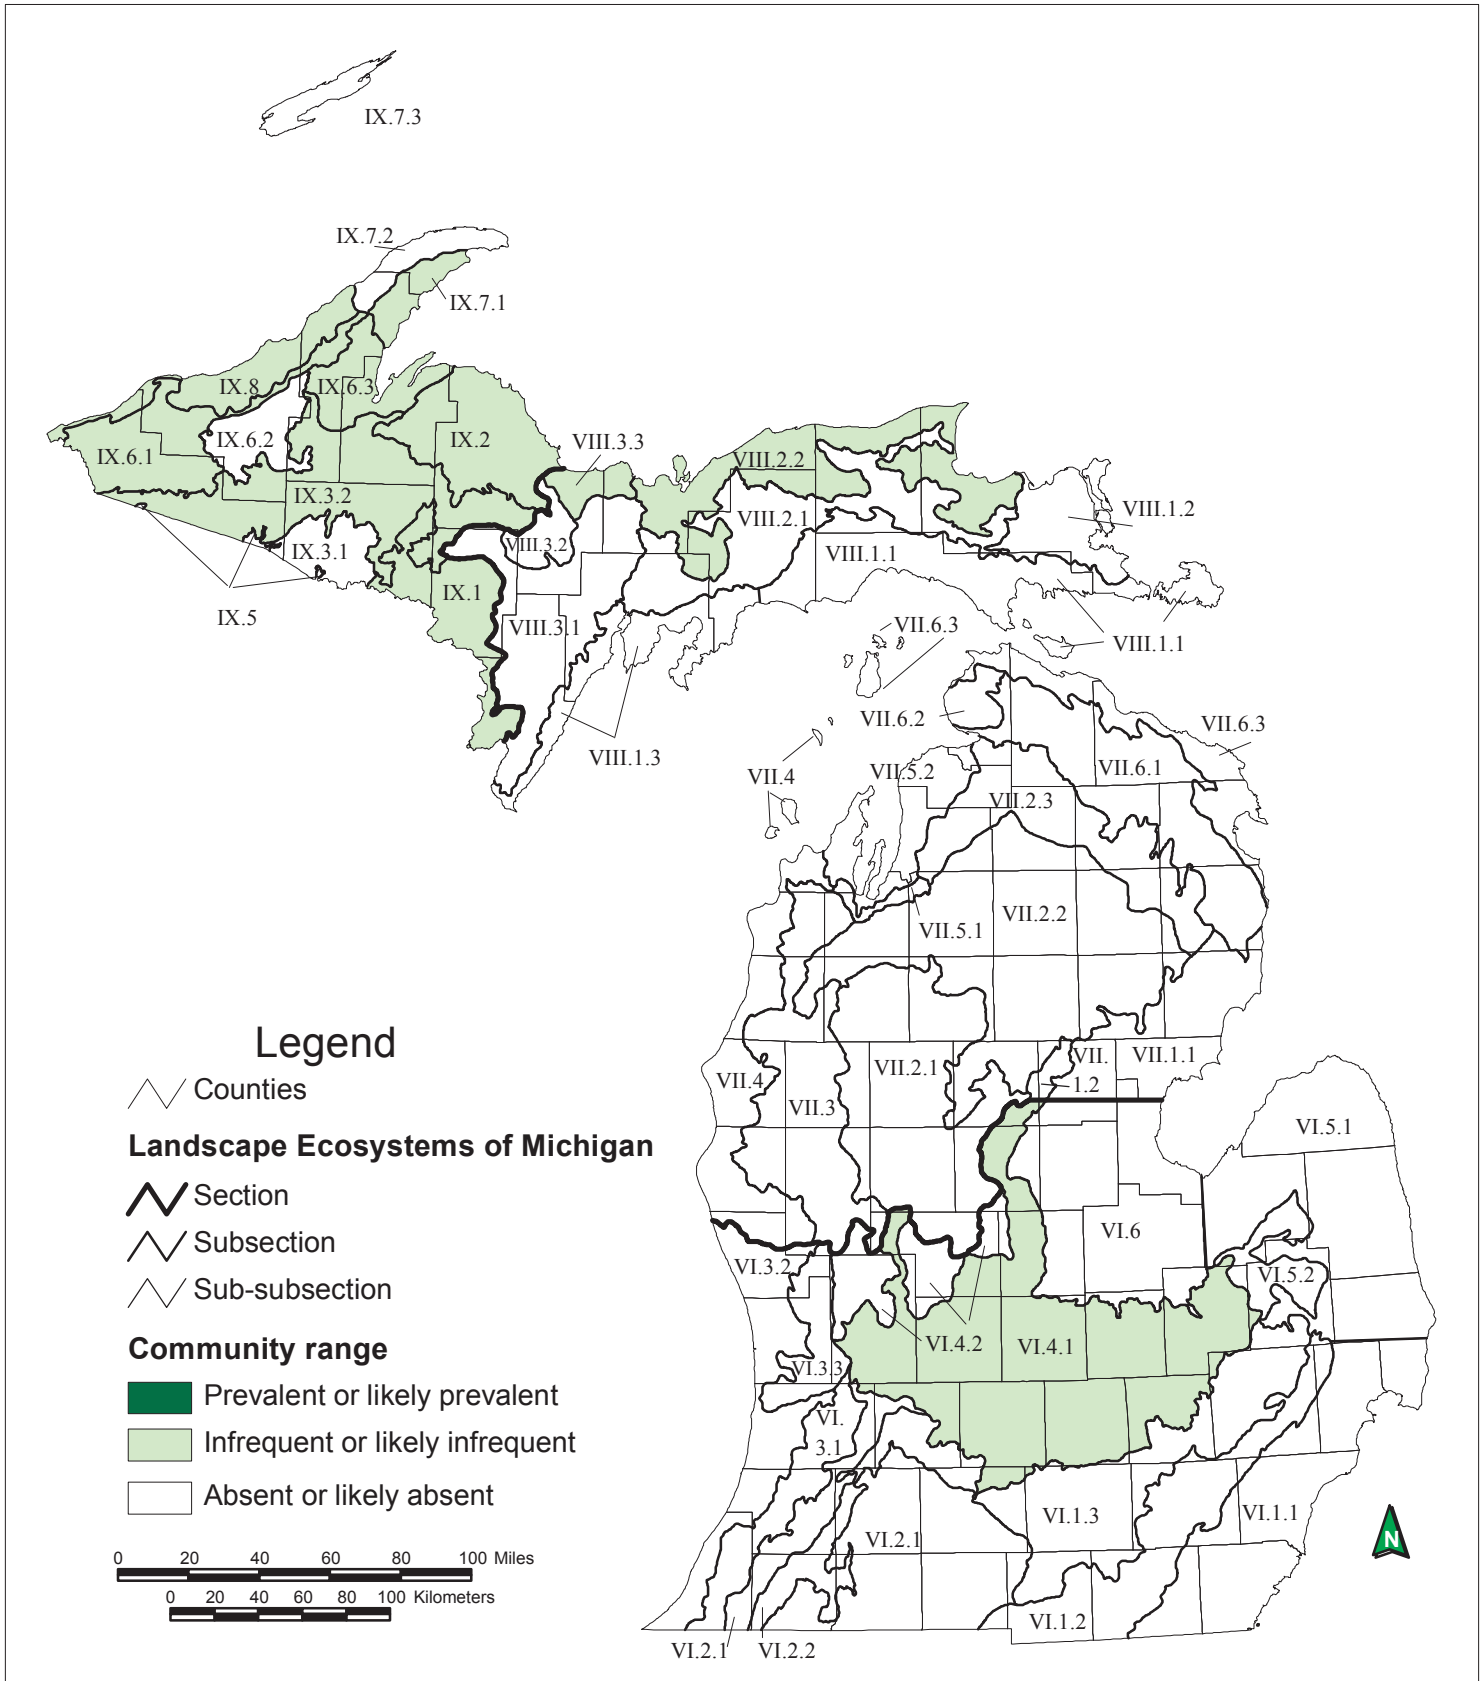 IX.7.3
IX.7.2
IX.7.1
IX.8
IX.6.3
IX.6.2
IX.2
IX.6.1
VIII.3.3
VIII.2.2
IX.3.2
VIII.2.1
VIII.1.2
IX.3.1
VIII.3.2
VIII.1.1
IX.1
IX.5
VIII.3.1
VII.6.3
VIII.1.1
VII.6.2
VII.6.3
VIII.1.3
VII.4
VII.5.2
VII.6.1
VII.2.3
VII.5.1
VII.2.2
VII.4
VII.3
VII.2.1
VII.
1.2
VII.1.1
VI.5.1
VI.6
VI.3.2
VI.5.2
VI.4.2
VI.4.1
VI.3.3
VI.
3.1
VI.2.1
VI.1.3
VI.1.1
VI.1.2
VI.2.1
VI.2.2
Legend
Counties
Landscape Ecosystems of Michigan
Section
Subsection
Sub-subsection
Community range
Prevalent or likely prevalent
Infrequent or likely infrequent
Absent or likely absent
0 20 40 60 80 100 Miles
0 20 40 60 80 100 Kilometers
N